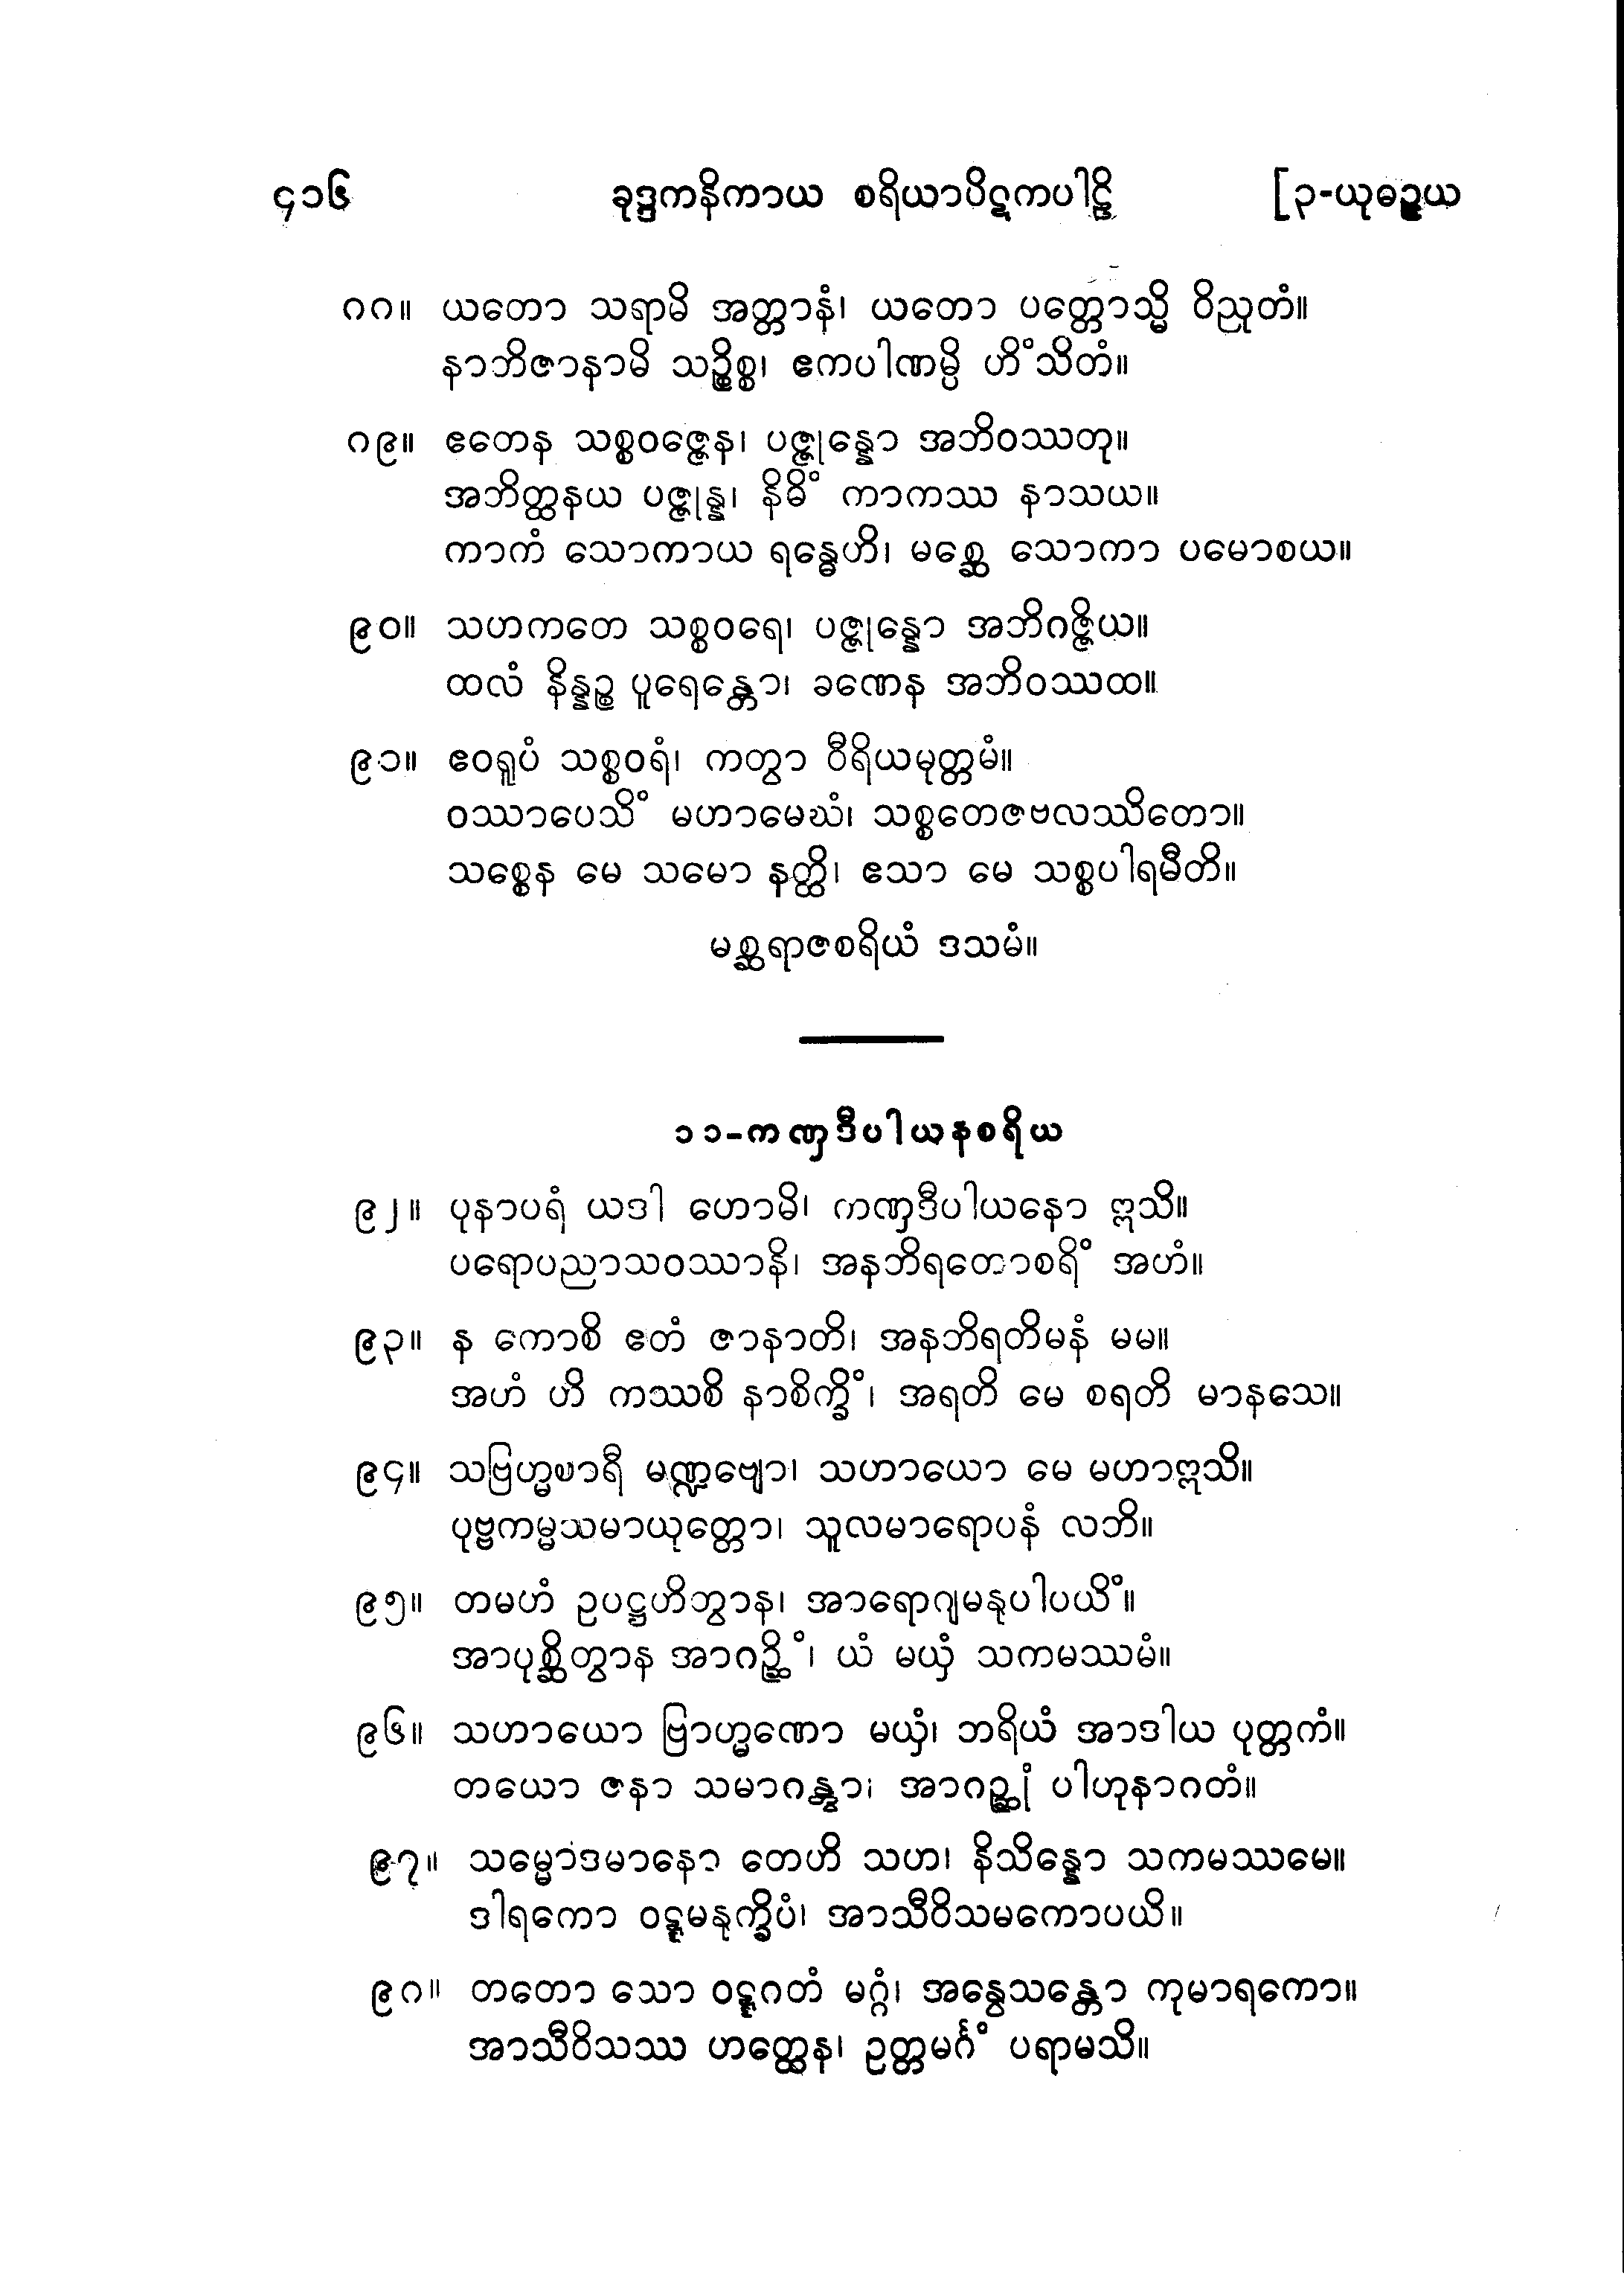 ၄၁၆ ခုဒ္ဒကနိကာယ စရိယာပိဋကပါဠိ [၃-ယုဓဉ္ဇယ
၈၈။ ယတော သရာမိ အတ္တာနံ၊ ယတော ပတ္တောသ္မိ ဝိညုတံ။
နာဘိဇာနာမိ သဉ္စိစ္စ၊ ဧကပါဏမ္ပိ ဟိံသိတံ။
၈၉။ ဧတေန သစ္စဝဇ္ဇေန၊ ပဇ္ဇုန္နော အဘိဝဿတု။
အဘိတ္ထနယ ပဇ္ဇုန္န၊ နိဓိံ ကာကဿ နာသယ။
ကာကံ သောကာယ ရန္ဓေဟိ၊ မစ္ဆေ သောကာ ပမောစယ။
၉၀။ သဟကတေ သစ္စဝရေ၊ ပဇ္ဇုန္နော အဘိဂဇ္ဇိယ။
ထလံ နိန္နဉ္စ ပူရေန္တော၊ ခဏေန အဘိဝဿထ။
၉၁။ ဧဝရူပံ သစ္စဝရံ၊ ကတွာ ဝီရိယမုတ္တမံ။
ဝဿာပေသိံ မဟာမေဃံ၊ သစ္စတေဇဗလဿိတော။
သစ္စေန မေ သမော နတ္ထိ၊ ဧသာ မေ သစ္စပါရမီတိ။
မစ္ဆရာဇစရိယံ ဒသမံ။
၁၁-ကဏှဒီပါယနစရိယ
၉၂။ ပုနာပရံ ယဒါ ဟောမိ၊ ကဏှဒီပါယနော ဣသိ။
ပရောပညာသဝဿာနိ၊ အနဘိရတောစရိံ အဟံ။
၉၃။ န ကောစိ ဧတံ ဇာနာတိ၊ အနဘိရတိမနံ မမ။
အဟံ ဟိ ကဿစိ နာစိက္ခိံ၊ အရတိ မေ စရတိ မာနသေ။
၉၄။ သဗြဟ္မစာရီ မဏ္ဍဗျော၊ သဟာယော မေ မဟာဣသိ။
ပုဗ္ဗကမ္မသမာယုတ္တော၊ သူလမာရောပနံ လဘိ။
၉၅။ တမဟံ ဥပဋ္ဌဟိတွာန၊ အာရောဂျမနုပါပယိံ။
အာပုစ္ဆိတွာန အာဂဉ္ဆိံ၊ ယံ မယှံ သကမဿမံ။
၉၆။ သဟာယော ဗြာဟ္မဏော မယှံ၊ ဘရိယံ အာဒါယ ပုတ္တကံ။
တယော ဇနာ သမာဂန္တွာ၊ အာဂဉ္ဆုံ ပါဟုနာဂတံ။
၉၇။ သမ္မောဒမာနော တေဟိ သဟ၊ နိသိန္နော သကမဿမေ။
ဒါရကော ဝဋ္ဋမနုက္ခိပံ၊ အာသီဝိသမကောပယိ။
၉၈။ တတော သော ဝဋ္ဋဂတံ မဂ္ဂံ၊ အန္ဝေသန္တော ကုမာရကော။
အာသီဝိသဿ ဟတ္ထေန၊ ဥတ္တမင်္ဂံ ပရာမသိ။